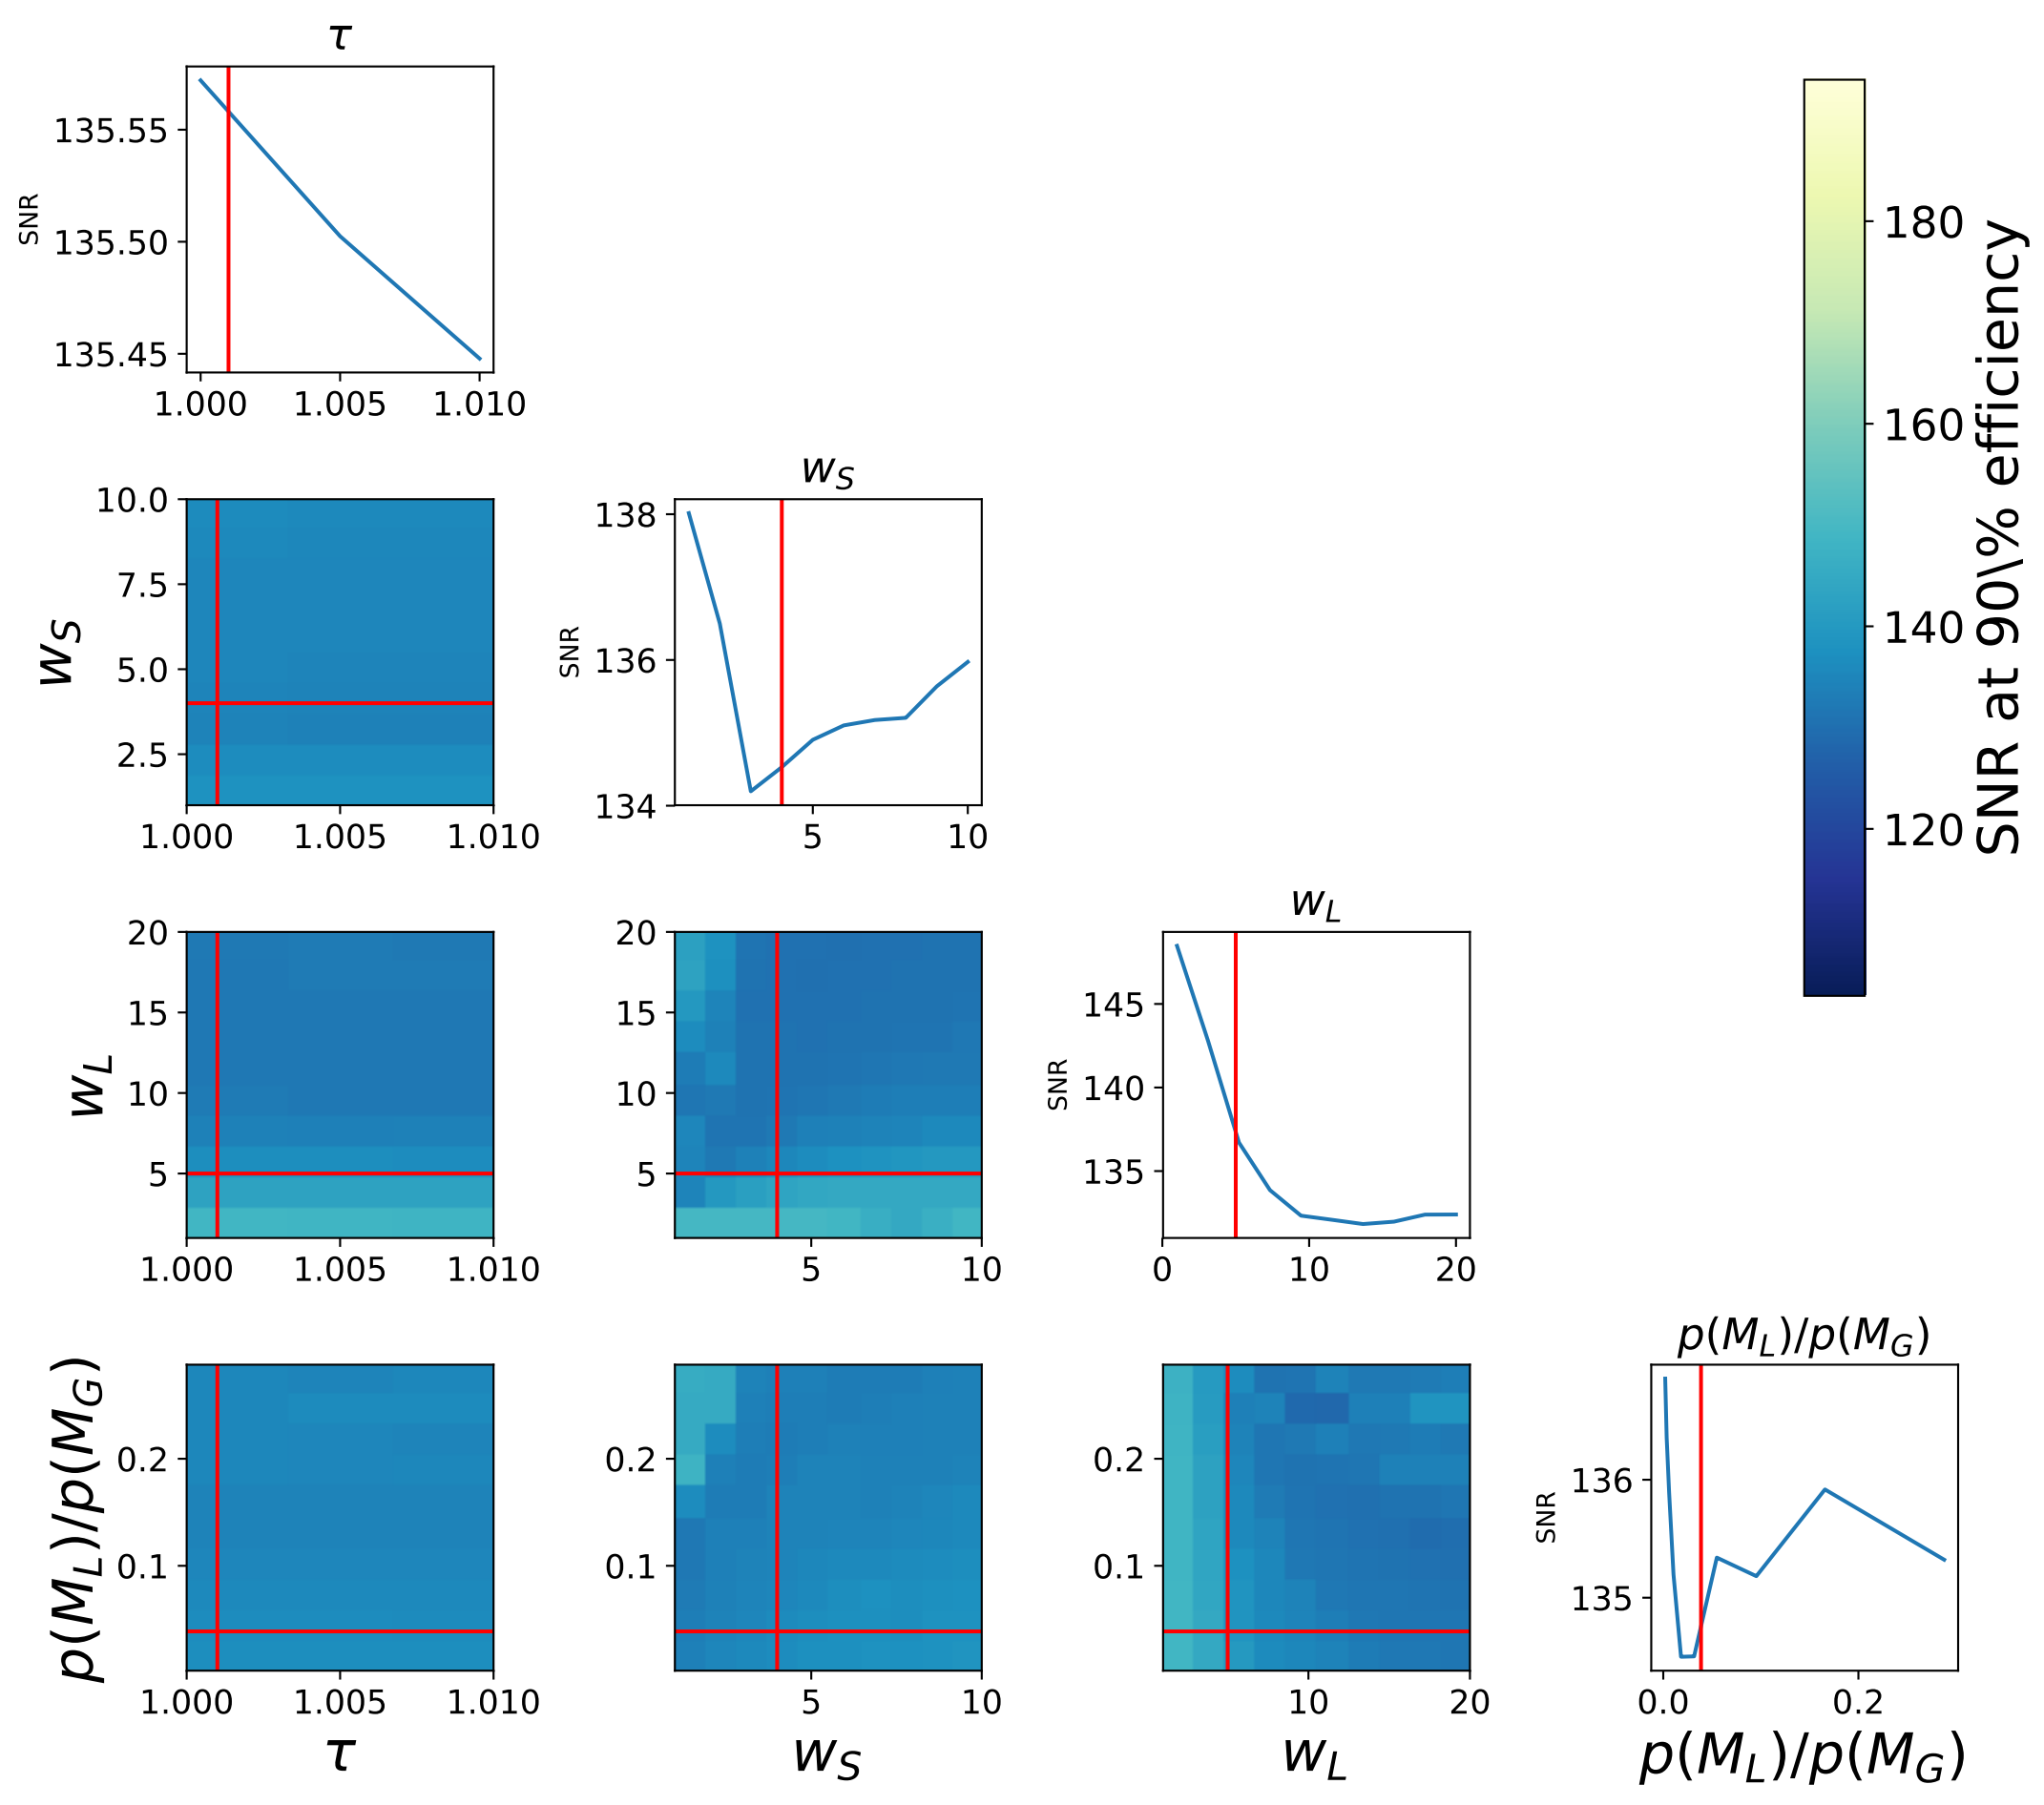 τ
SNR
135.55
135.50
135.45
1.000 1.005 1.010
w_S
w_S
10.0
7.5
5.0
2.5
1.000 1.005 1.010
SNR
138
136
134
5 10
180
160
140
120
SNR at 90\% efficiency
w_L
w_L
20
15
10
5
1.000 1.005 1.010
20
15
10
5
5 10
SNR
145
140
135
0 10 20
p(M_L)/p(M_G)
p(M_L)/p(M_G)
0.2
0.1
1.000 1.005 1.010
τ
0.2
0.1
5 10
w_S
0.2
0.1
10 20
w_L
SNR
136
135
0.0 0.2
p(M_L)/p(M_G)